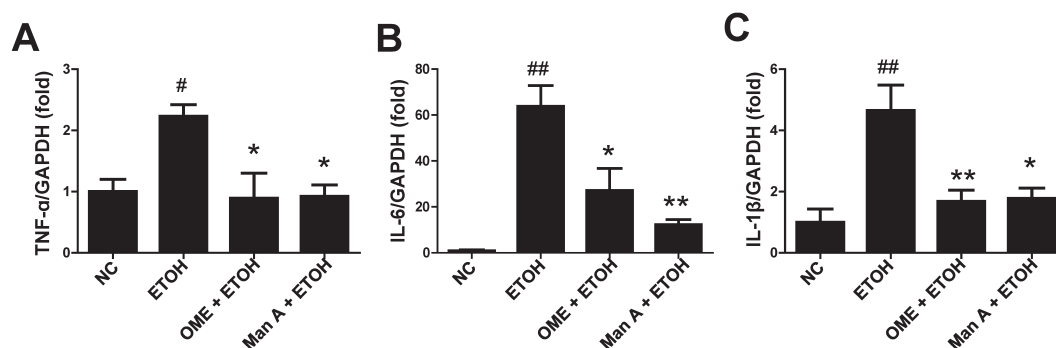 A
TNF-α/GAPDH (fold)
3
2
1
0
#
*
*
NC
ETOH
OME + ETOH
Man A + ETOH
B
IL-6/GAPDH (fold)
80
60
40
20
0
##
*
**
NC
ETOH
OME + ETOH
Man A + ETOH
C
IL-1β/GAPDH (fold)
6
4
2
0
##
**
*
NC
ETOH
OME + ETOH
Man A + ETOH